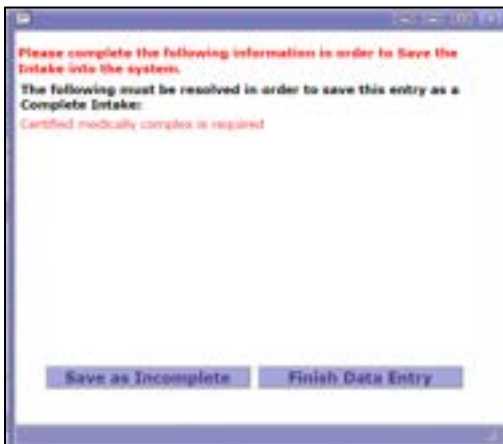 Please complete the following information in order to Save the
Intake into the system.
The following must be resolved in order to save this entry as a
Complete Intake:
Certified medically complex is required
Save as Incomplete
Finish Data Entry